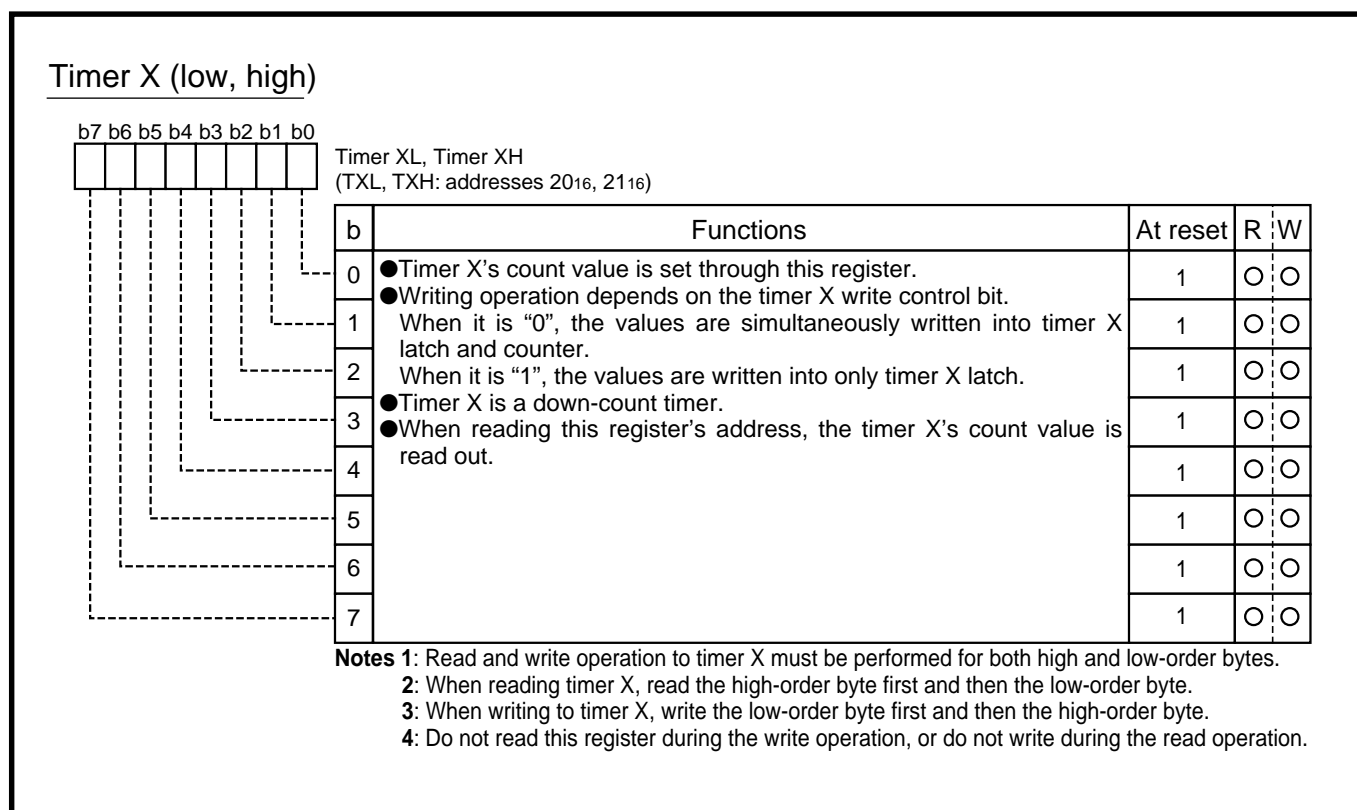 Timer X (low, high)
b7 b6 b5 b4 b3 b2 b1 b0
Timer XL, Timer XH
(TXL, TXH: addresses 2016, 2116)
b Functions At reset R W
0 ●Timer X’s count value is set through this register. 1 ○ ○
●Writing operation depends on the timer X write control bit.
1 When it is “0”, the values are simultaneously written into timer X 1 ○ ○
latch and counter.
2 When it is “1”, the values are written into only timer X latch. 1 ○ ○
●Timer X is a down-count timer.
3 ●When reading this register’s address, the timer X’s count value is 1 ○ ○
read out.
4 1 ○ ○
5 1 ○ ○
6 1 ○ ○
7 1 ○ ○
Notes 1: Read and write operation to timer X must be performed for both high and low-order bytes.
2: When reading timer X, read the high-order byte first and then the low-order byte.
3: When writing to timer X, write the low-order byte first and then the high-order byte.
4: Do not read this register during the write operation, or do not write during the read operation.